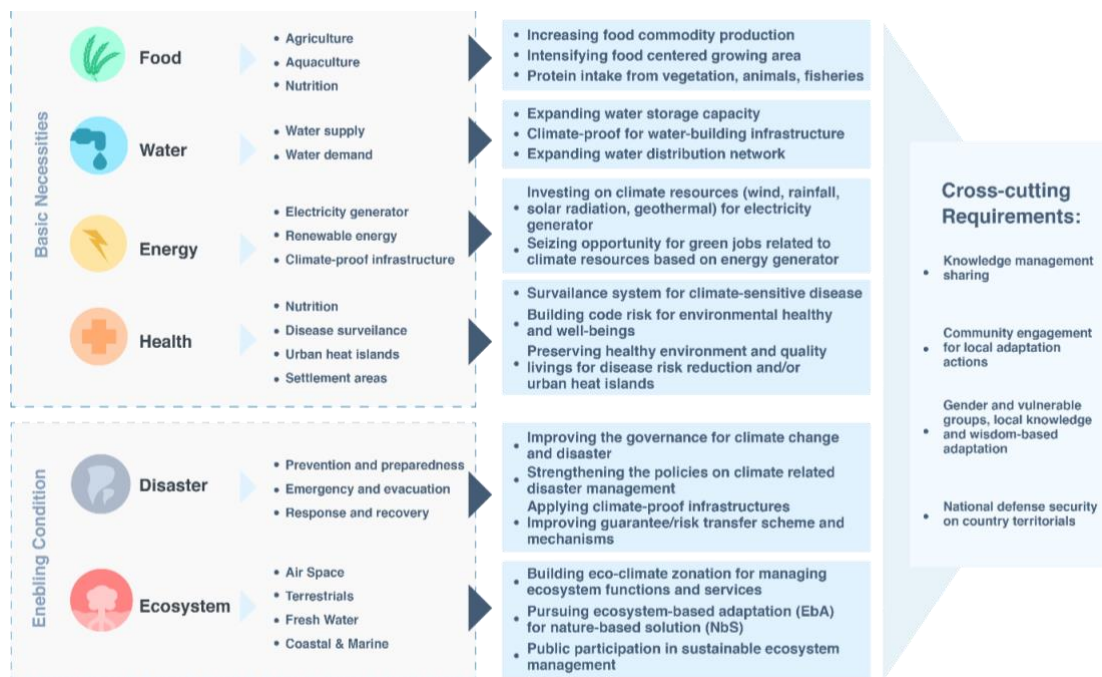 Basic Necessities
Food
• Agriculture
• Aquaculture
• Nutrition
• Increasing food commodity production
• Intensifying food centered growing area
• Protein intake from vegetation, animals, fisheries
Water
• Water supply
• Water demand
• Expanding water storage capacity
• Climate-proof for water-building infrastructure
• Expanding water distribution network
Energy
• Electricity generator
• Renewable energy
• Climate-proof infrastructure
Investing on climate resources (wind, rainfall,
• solar radiation, geothermal) for electricity
generator
• Seizing opportunity for green jobs related to
climate resources based on energy generator
Health
• Nutrition
• Disease surveilance
• Urban heat islands
• Settlement areas
• Survailance system for climate-sensitive disease
• Building code risk for environmental healthy
and well-beings
Preserving healthy environment and quality
• livings for disease risk reduction and/or
urban heat islands
Enebling Condition
Disaster
• Prevention and preparedness
• Emergency and evacuation
• Response and recovery
• Improving the governance for climate change
and disaster
• Strengthening the policies on climate related
disaster management
Applying climate-proof infrastructures
• Improving guarantee/risk transfer scheme and
mechanisms
Ecosystem
• Air Space
• Terrestrials
• Fresh Water
• Coastal & Marine
• Building eco-climate zonation for managing
ecosystem functions and services
• Pursuing ecosystem-based adaptation (EbA)
for nature-based solution (NbS)
• Public participation in sustainable ecosystem
management
Cross-cutting
Requirements:
• Knowledge management
sharing
Community engagement
• for local adaptation
actions
Gender and vulnerable
• groups, local knowledge
and wisdom-based
adaptation
• National defense security
on country territorials